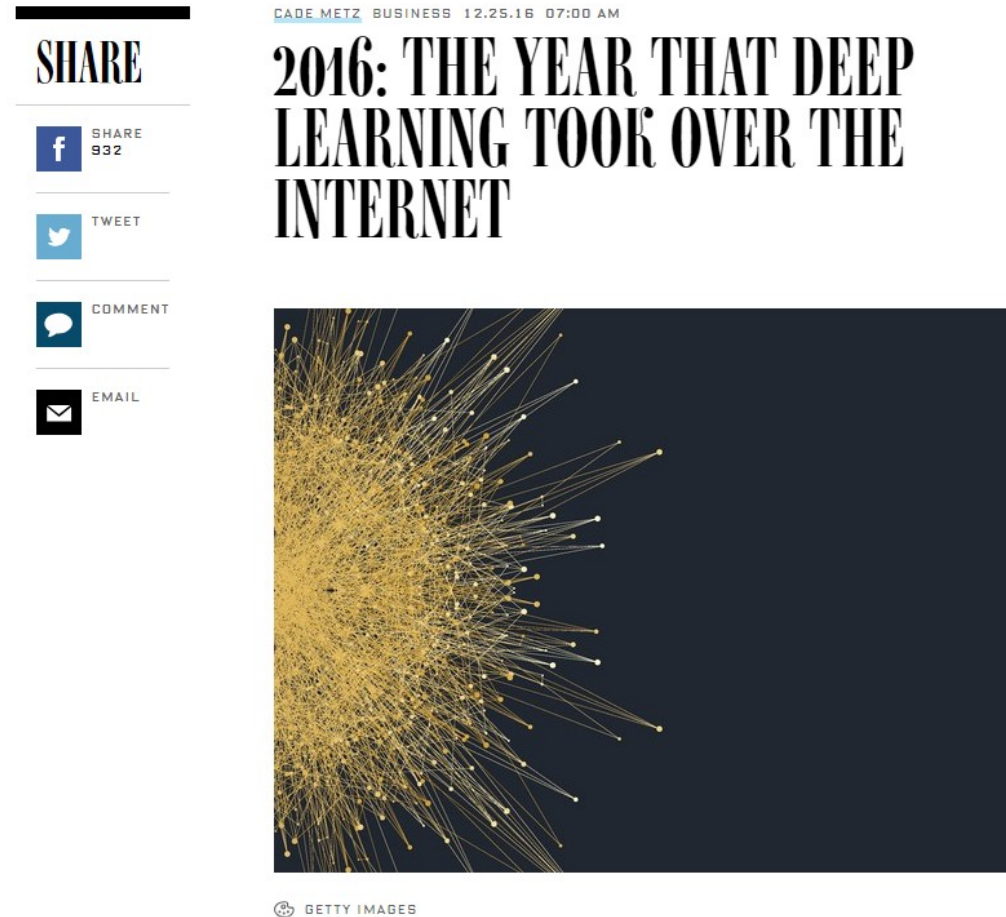 SHARE
SHARE
932
TWEET
COMMENT
EMAIL
CADE METZ BUSINESS 12.25.16 07:00 AM
2016: THE YEAR THAT DEEP
LEARNING TOOK OVER THE
INTERNET
GETTY IMAGES